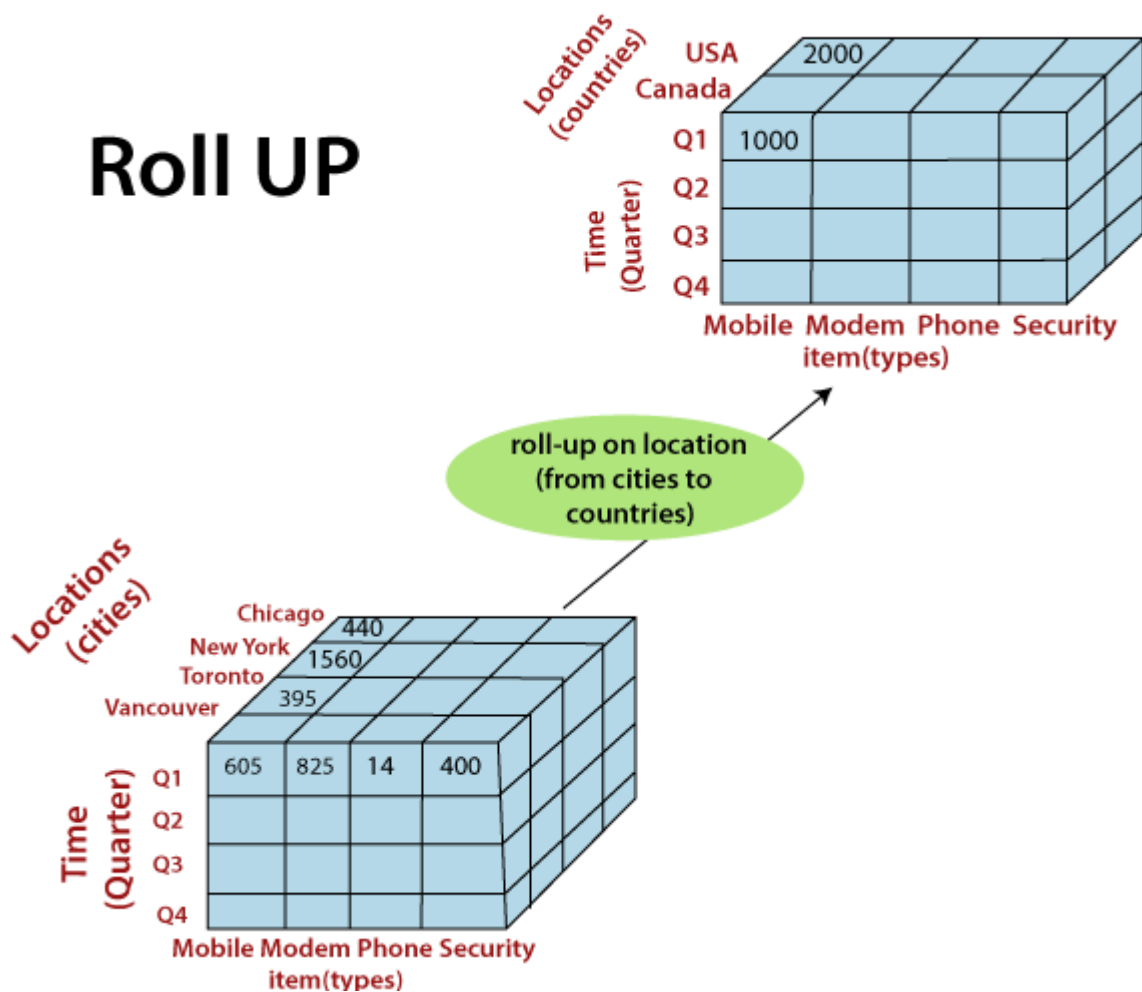 Roll UP
Locations
(countries)
USA
Canada
2000
1000
Time
(Quarter)
Q1
Q2
Q3
Q4
Mobile Modem Phone Security
item(types)
roll-up on location
(from cities to
countries)
Locations
(cities)
Chicago
New York
Toronto
Vancouver
440
1560
395
605 825 14 400
Time
(Quarter)
Q1
Q2
Q3
Q4
Mobile Modem Phone Security
item(types)